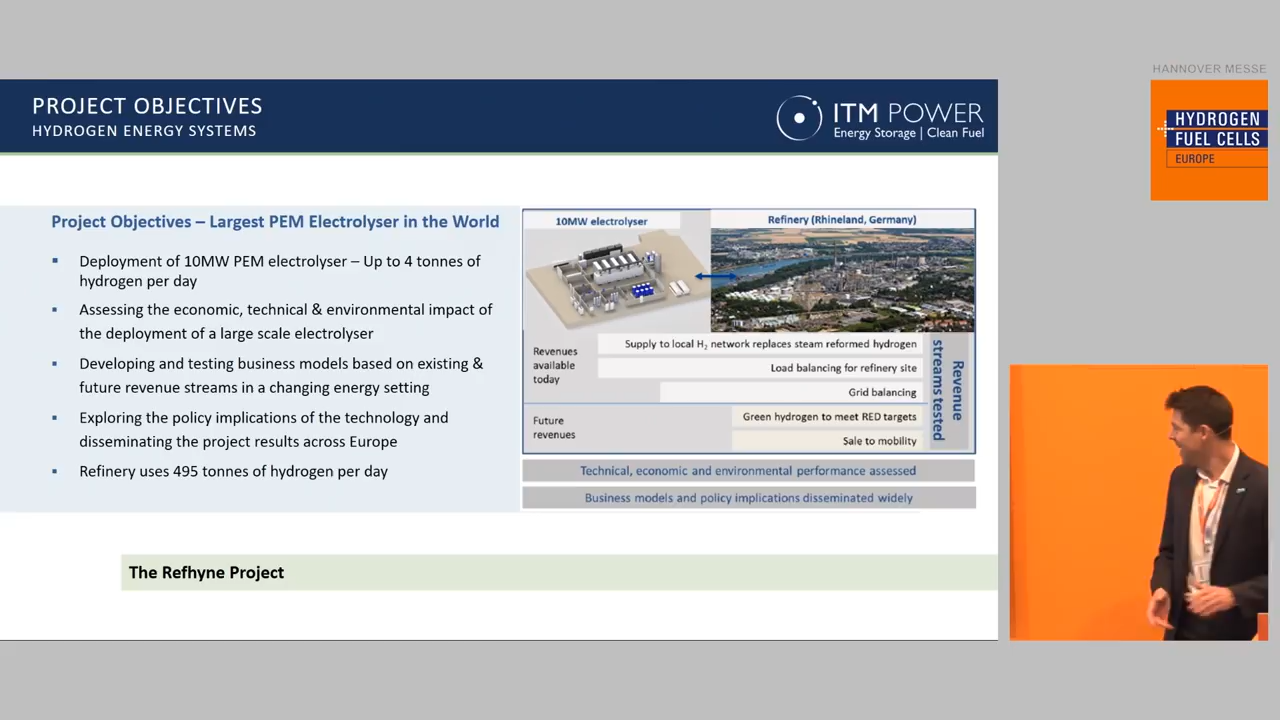 HANNOVER MESSE
HYDROGEN
FUEL CELLS
EUROPE
PROJECT OBJECTIVES
HYDROGEN ENERGY SYSTEMS
ITM POWER
Energy Storage | Clean Fuel
Project Objectives – Largest PEM Electrolyser in the World
▪ Deployment of 10MW PEM electrolyser – Up to 4 tonnes of
hydrogen per day
▪ Assessing the economic, technical & environmental impact of
the deployment of a large scale electrolyser
▪ Developing and testing business models based on existing &
future revenue streams in a changing energy setting
▪ Exploring the policy implications of the technology and
disseminating the project results across Europe
▪ Refinery uses 495 tonnes of hydrogen per day
10MW electrolyser
Refinery (Rhineland, Germany)
Revenues
available
today
Supply to local H₂ network replaces steam reformed hydrogen
Load balancing for refinery site
Grid balancing
Future
revenues
Green hydrogen to meet RED targets
Sale to mobility
Revenue
streams tested
Technical, economic and environmental performance assessed
Business models and policy implications disseminated widely
The Refhyne Project